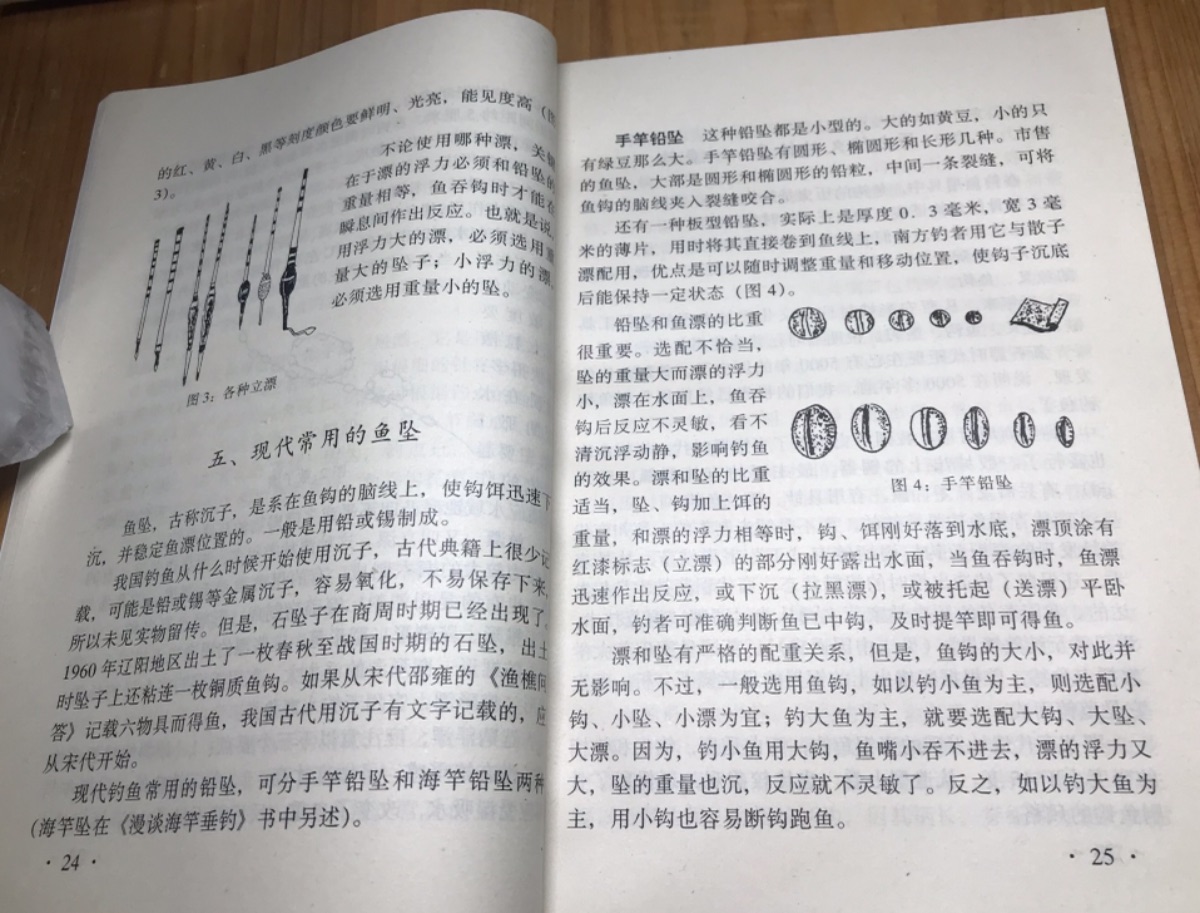 的红、黄、白、黑等刻度颜色要鲜明、光亮，能见度高（图
3）。
不论使用哪种漂，关键
在于漂的浮力必须和铅坠的
重量相等，鱼吞钩时才能在
瞬息间作出反应。也就是说，
用浮力大的漂，必须选用重
量大的坠子；小浮力的漂，
必须选用重量小的坠。
图3：各种立漂
五、现代常用的鱼坠
鱼坠，古称沉子，是系在鱼钩的脑线上，使钩饵迅速下
沉，并稳定鱼漂位置的。一般是用铅或锡制成。
我国钓鱼从什么时候开始使用沉子，古代典籍上很少记
载，可能是铅或锡等金属沉子，容易氧化，不易保存下来，
所以未见实物留传。但是，石坠子在商周时期已经出现了。
1960年辽阳地区出土了一枚春秋至战国时期的石坠，出土
时坠子上还粘连一枚铜质鱼钩。如果从宋代邵雍的《渔樵问
答》记载六物具而得鱼，我国古代用沉子有文字记载的，应
从宋代开始。
现代钓鱼常用的铅坠，可分手竿铅坠和海竿铅坠两种
（海竿坠在《漫谈海竿垂钓》书中另述）。
·24·
手竿铅坠　这种铅坠都是小型的。大的如黄豆，小的只
有绿豆那么大。手竿铅坠有圆形、椭圆形和长形几种。市售
的鱼坠，大部是圆形和椭圆形的铅粒，中间一条裂缝，可将
鱼钩的脑线夹入裂缝咬合。
还有一种板型铅坠，实际上是厚度0．3毫米，宽3毫
米的薄片，用时将其直接卷到鱼线上，南方钓者用它与散子
漂配用，优点是可以随时调整重量和移动位置，使钩子沉底
后能保持一定状态（图4）。
铅坠和鱼漂的比重
很重要。选配不恰当，
坠的重量大而漂的浮力
小，漂在水面上，鱼吞
钩后反应不灵敏，看不
清沉浮动静，影响钓鱼
的效果。漂和坠的比重
适当，坠、钩加上饵的
图4：手竿铅坠
重量，和漂的浮力相等时，钩、饵刚好落到水底，漂顶涂有
红漆标志（立漂）的部分刚好露出水面，当鱼吞钩时，鱼漂
迅速作出反应，或下沉（拉黑漂），或被托起（送漂）平卧
水面，钓者可准确判断鱼已中钩，及时提竿即可得鱼。
漂和坠有严格的配重关系，但是，鱼钩的大小，对此并
无影响。不过，一般选用鱼钩，如以钓小鱼为主，则选配小
钩、小坠、小漂为宜；钓大鱼为主，就要选配大钩、大坠、
大漂。因为，钓小鱼用大钩，鱼嘴小吞不进去，漂的浮力又
大，坠的重量也沉，反应就不灵敏了。反之，如以钓大鱼为
主，用小钩也容易断钩跑鱼。
·25·